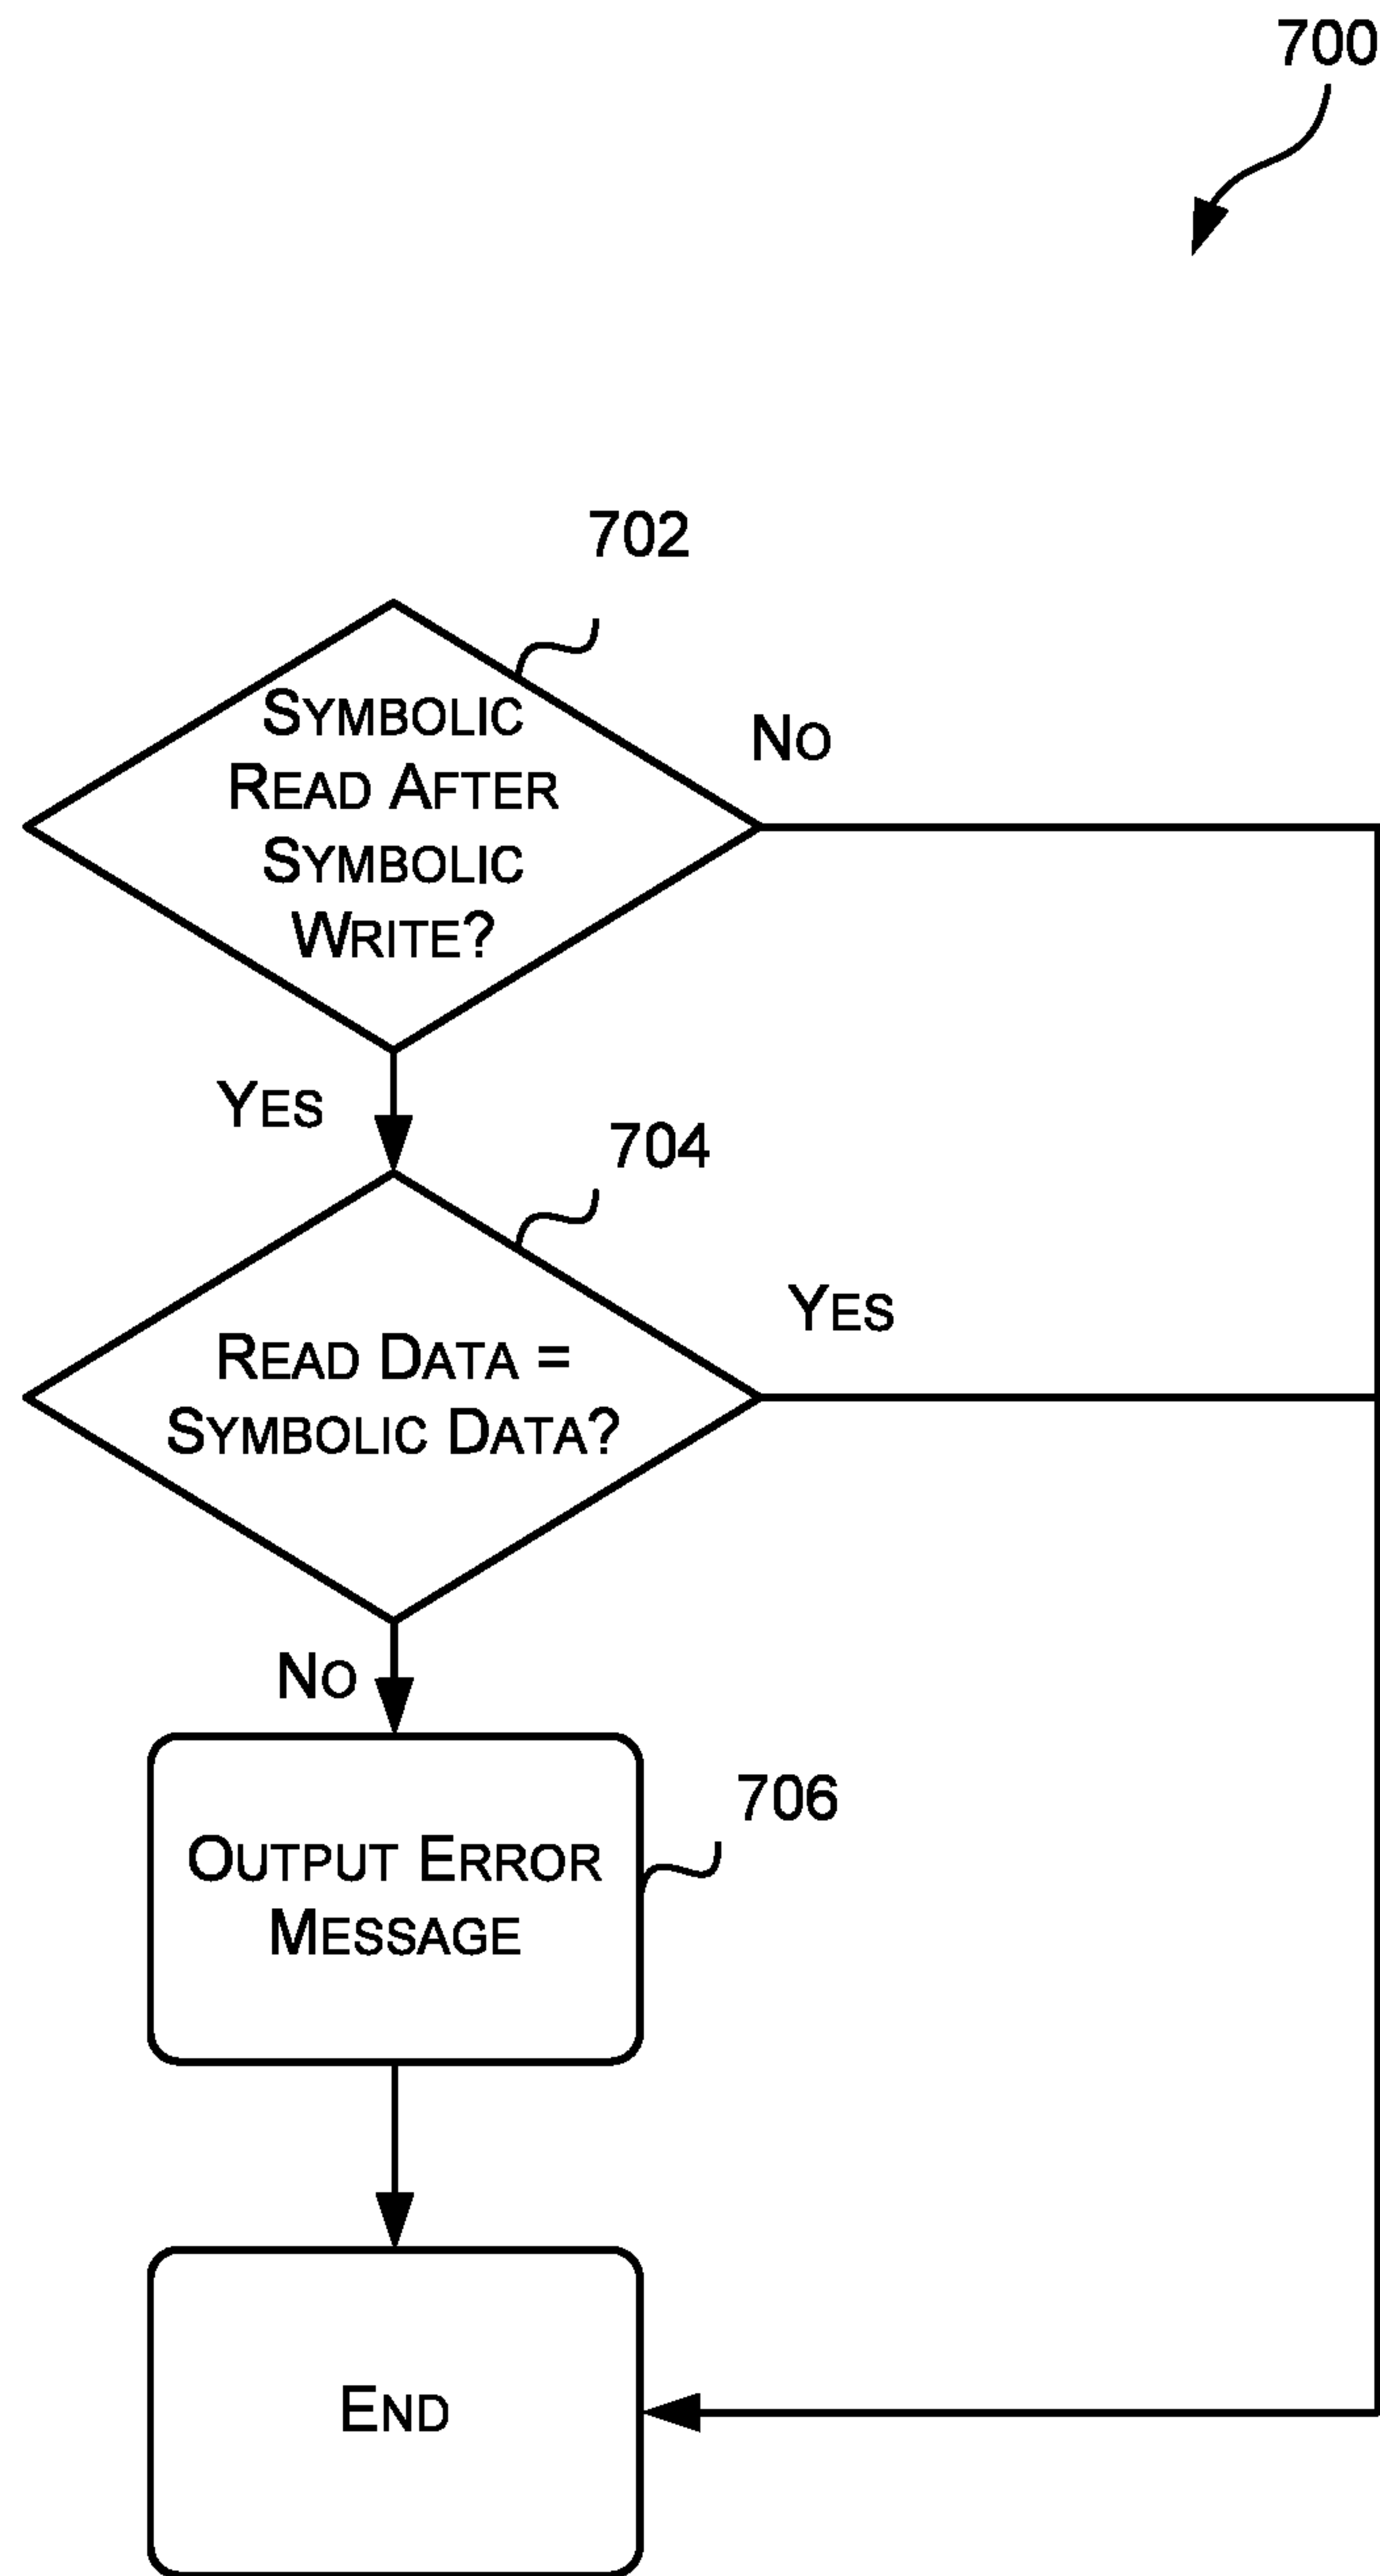 700
702
SYMBOLIC
READ AFTER
SYMBOLIC
WRITE?
NO
YES
704
READ DATA =
SYMBOLIC DATA?
YES
NO
706
OUTPUT ERROR
MESSAGE
END